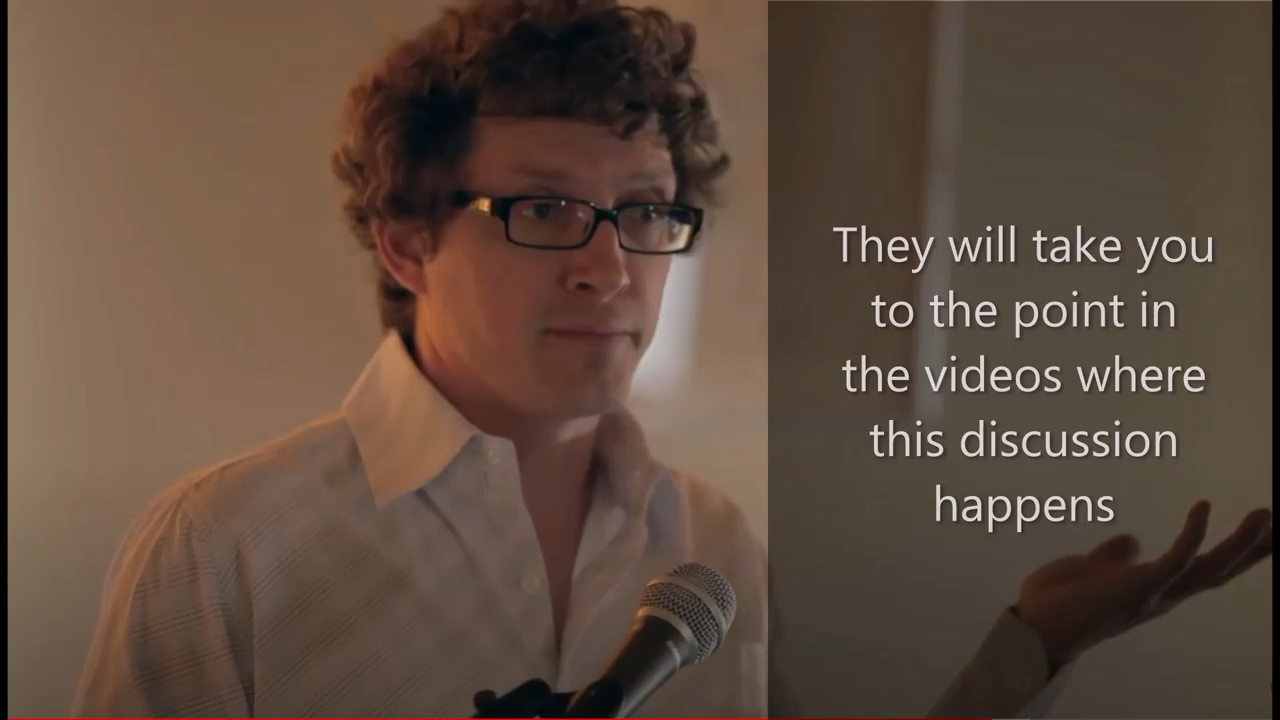 They will take you
to the point in
the videos where
this discussion
happens